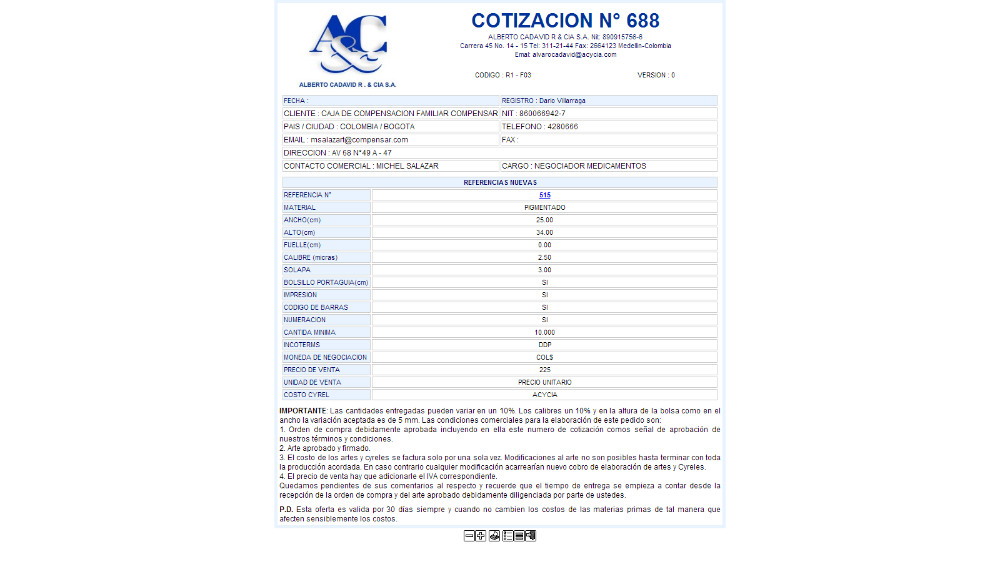 A&C
ALBERTO CADAVID R . & CIA S.A.
COTIZACION N° 688
ALBERTO CADAVID R & CIA S.A. Nit: 890915756-6
Carrera 45 No. 14 - 15 Tel: 311-21-44 Fax: 2664123 Medellin-Colombia
Emal: alvarocadavid@acycia.com
CODIGO : R1 - F03 VERSION : 0
FECHA : REGISTRO : Dario Villarraga
CLIENTE : CAJA DE COMPENSACION FAMILIAR COMPENSAR NIT : 860066942-7
PAIS / CIUDAD : COLOMBIA / BOGOTA TELEFONO : 4280666
EMAIL : msalazart@compensar.com FAX :
DIRECCION : AV 68 N°49 A - 47
CONTACTO COMERCIAL : MICHEL SALAZAR CARGO : NEGOCIADOR MEDICAMENTOS
REFERENCIAS NUEVAS
REFERENCIA N° 515
MATERIAL PIGMENTADO
ANCHO(cm) 25.00
ALTO(cm) 34.00
FUELLE(cm) 0.00
CALIBRE (micras) 2.50
SOLAPA 3.00
BOLSILLO PORTAGUIA(cm) SI
IMPRESION SI
CODIGO DE BARRAS SI
NUMERACION SI
CANTIDA MINIMA 10.000
INCOTERMS DDP
MONEDA DE NEGOCIACION COL$
PRECIO DE VENTA 225
UNIDAD DE VENTA PRECIO UNITARIO
COSTO CYREL ACYCIA
IMPORTANTE: Las cantidades entregadas pueden variar en un 10%. Los calibres un 10% y en la altura de la bolsa como en el
ancho la variación aceptada es de 5 mm. Las condiciones comerciales para la elaboración de este pedido son:
1. Orden de compra debidamente aprobada incluyendo en ella este numero de cotización comos señal de aprobación de
nuestros términos y condiciones.
2. Arte aprobado y firmado.
3. El costo de los artes y cyreles se factura solo por una sola vez. Modificaciones al arte no son posibles hasta terminar con toda
la producción acordada. En caso contrario cualquier modificación acarrearían nuevo cobro de elaboración de artes y Cyreles.
4. El precio de venta hay que adicionarle el IVA correspondiente.
Quedamos pendientes de sus comentarios al respecto y recuerde que el tiempo de entrega se empieza a contar desde la
recepción de la orden de compra y del arte aprobado debidamente diligenciada por parte de ustedes.
P.D. Esta oferta es valida por 30 días siempre y cuando no cambien los costos de las materias primas de tal manera que
afecten sensiblemente los costos.